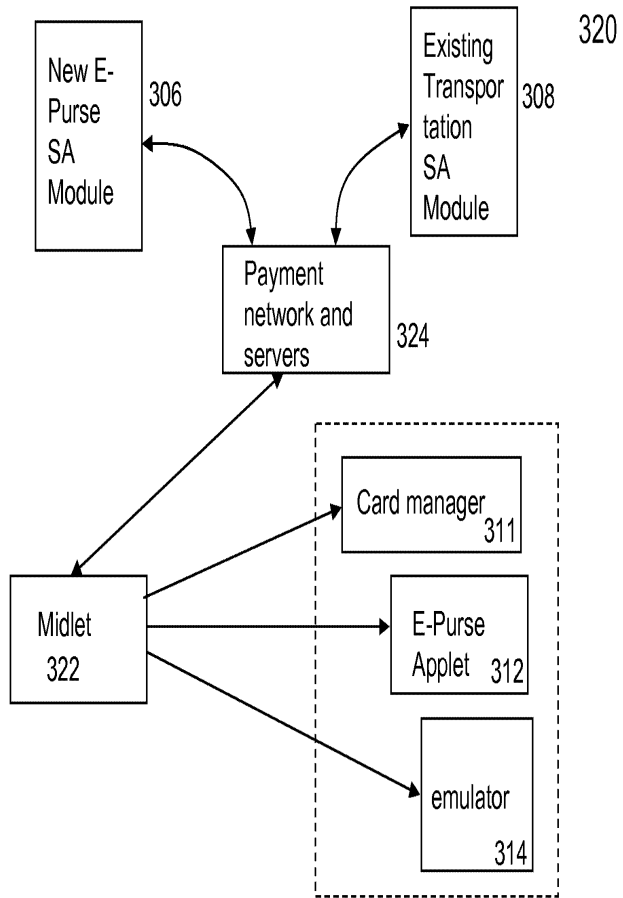 320
New E-
Purse
SA
Module
306
Existing
Transpor
tation
SA
Module
308
Payment
network and
servers
324
Card manager
311
Midlet
322
E-Purse
Applet
312
emulator
314